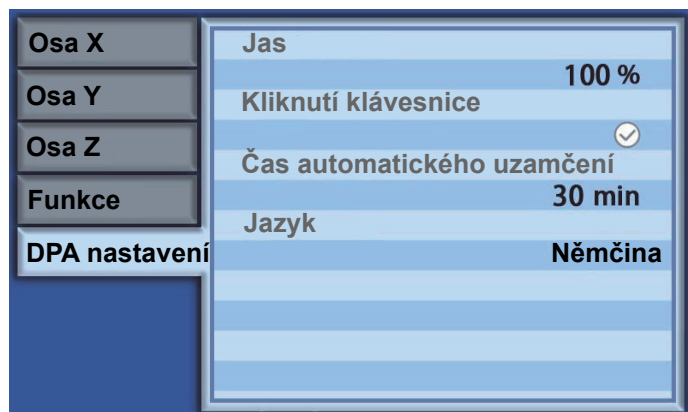 Osa X
Osa Y
Osa Z
Funkce
DPA nastavení
Jas
100 %
Kliknutí klávesnice
Čas automatického uzamčení
30 min
Jazyk
Němčina